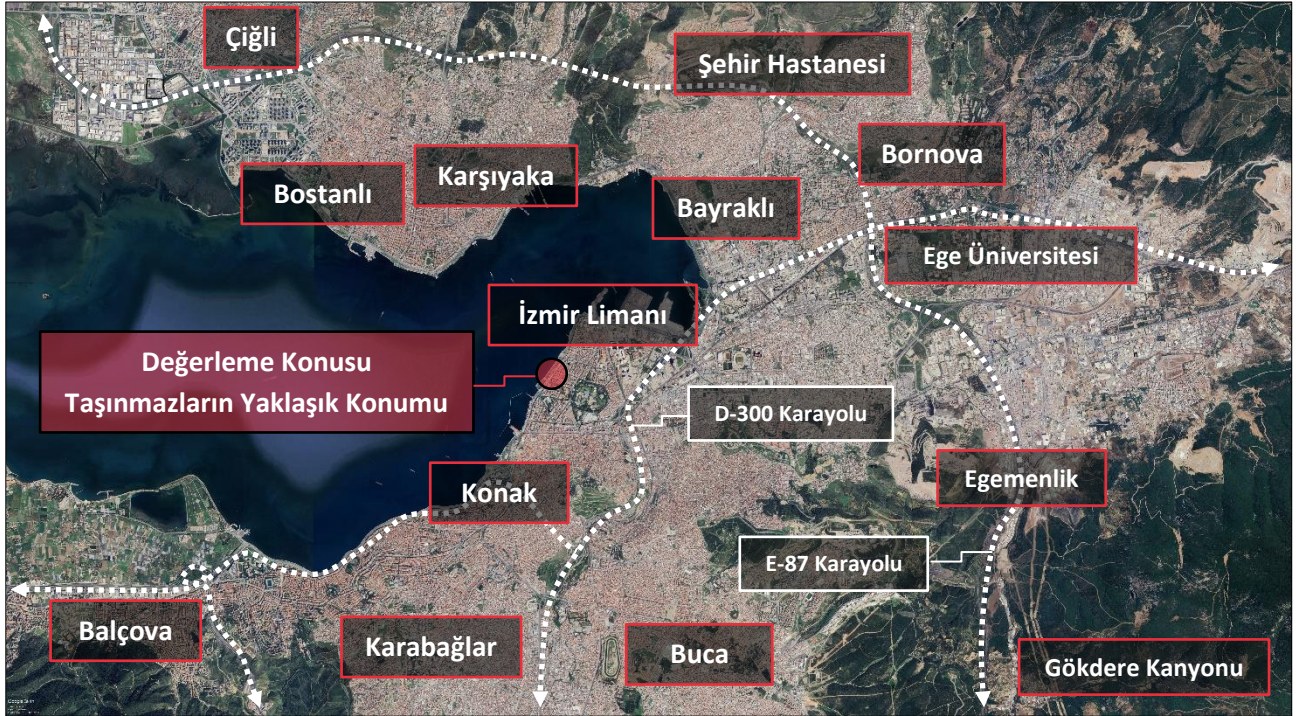 Çiğli
Şehir Hastanesi
Bornova
Karşıyaka
Bostanlı
Bayraklı
Ege Üniversitesi
İzmir Limanı
Değerleme Konusu
Taşınmazların Yaklaşık Konumu
D-300 Karayolu
Konak
Egemenlik
E-87 Karayolu
Balçova
Karabağlar
Buca
Gökdere Kanyonu